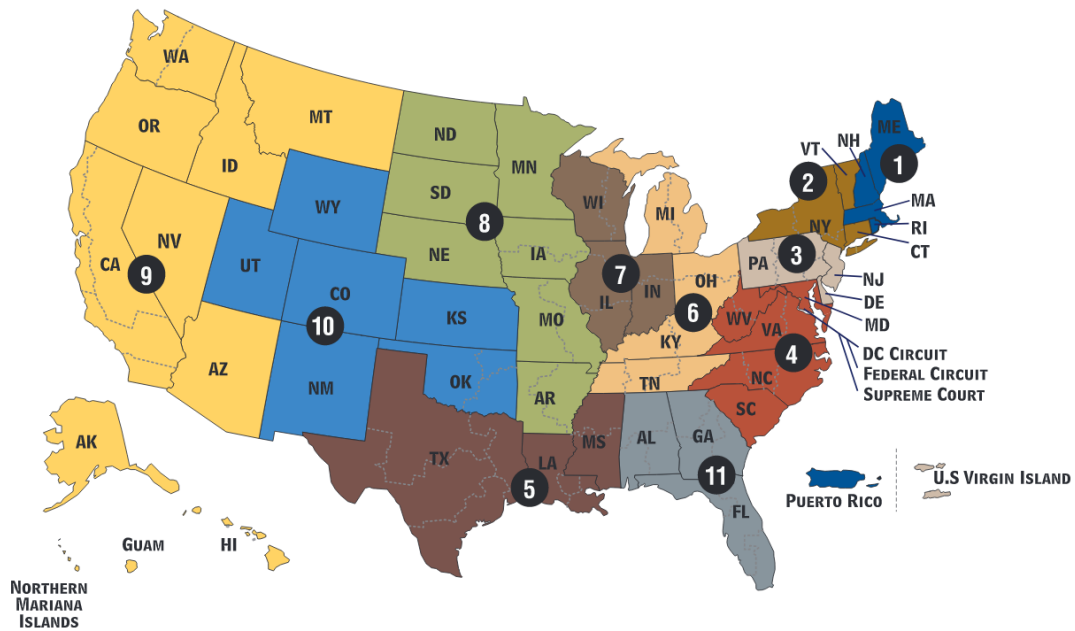 WA
MT
ND
ME
OR
MN
VT
NH
1
ID
SD
2
MA
WI
WY
MI
8
NY
RI
NV
NE
IA
CT
CA
UT
3
PA
9
7
NJ
CO
IL
IN
OH
DE
10
KS
MO
6
WV
MD
VA
KY
4
DC CIRCUIT
AZ
NM
OK
TN
NC
FEDERAL CIRCUIT
AR
SC
SUPREME COURT
AK
TX
LA
MS
AL
GA
5
11
U.S VIRGIN ISLAND
PUERTO RICO
FL
GUAM
HI
NORTHERN
MARIANA
ISLANDS